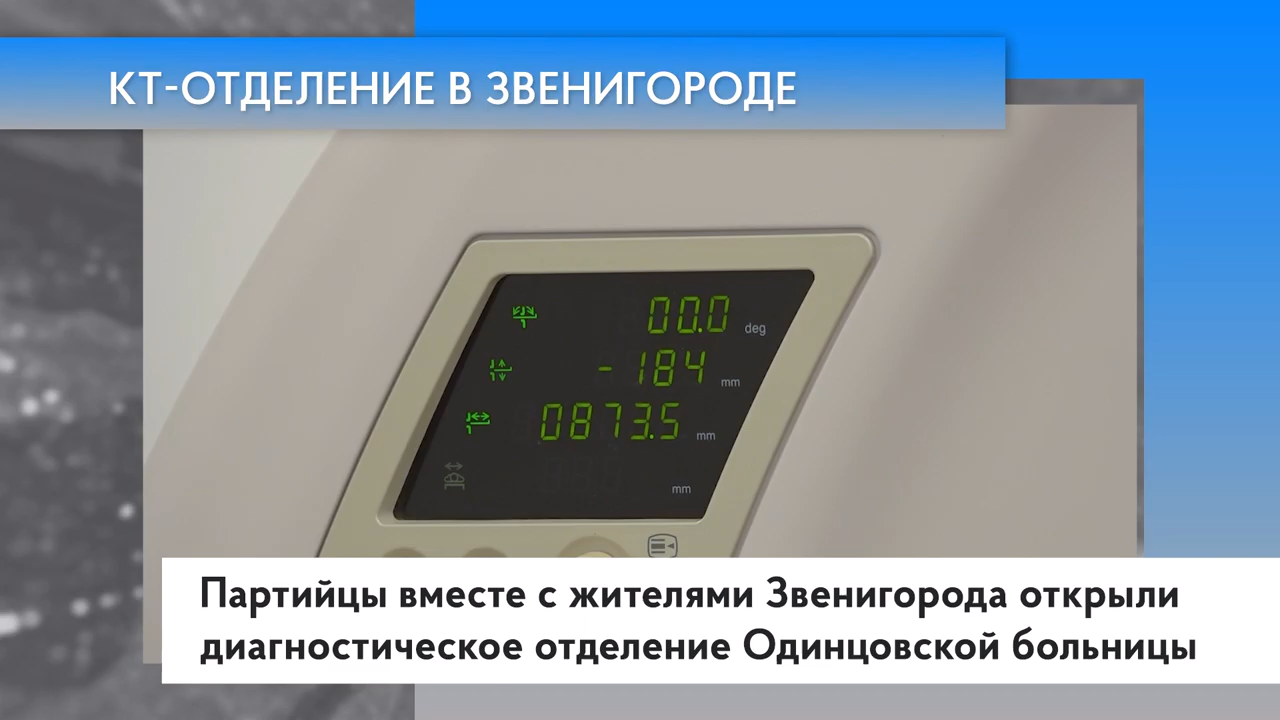 КТ-ОТДЕЛЕНИЕ В ЗВЕНИГОРОДЕ
00.0 deg
-184 mm
0873.5 mm
mm
Партийцы вместе с жителями Звенигорода открыли
диагностическое отделение Одинцовской больницы